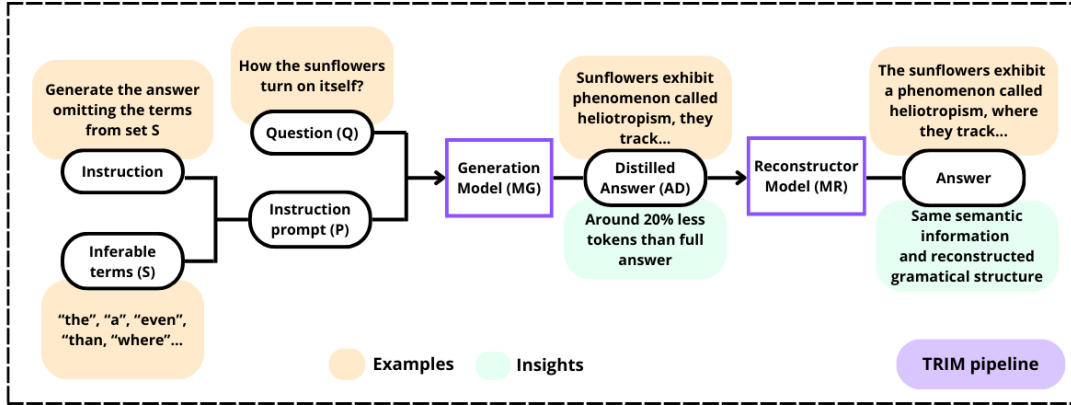 Generate the answer
omitting the terms
from set S
Instruction
Inferable
terms (S)
“the”, “a”, “even”,
“than, “where”...
How the sunflowers
turn on itself?
Question (Q)
Instruction
prompt (P)
Generation
Model (MG)
Sunflowers exhibit
phenomenon called
heliotropism, they
track...
Distilled
Answer (AD)
Around 20% less
tokens than full
answer
Reconstructor
Model (MR)
The sunflowers exhibit
a phenomenon called
heliotropism, where
they track...
Answer
Same semantic
information
and reconstructed
gramatical structure
Examples
Insights
TRIM pipeline